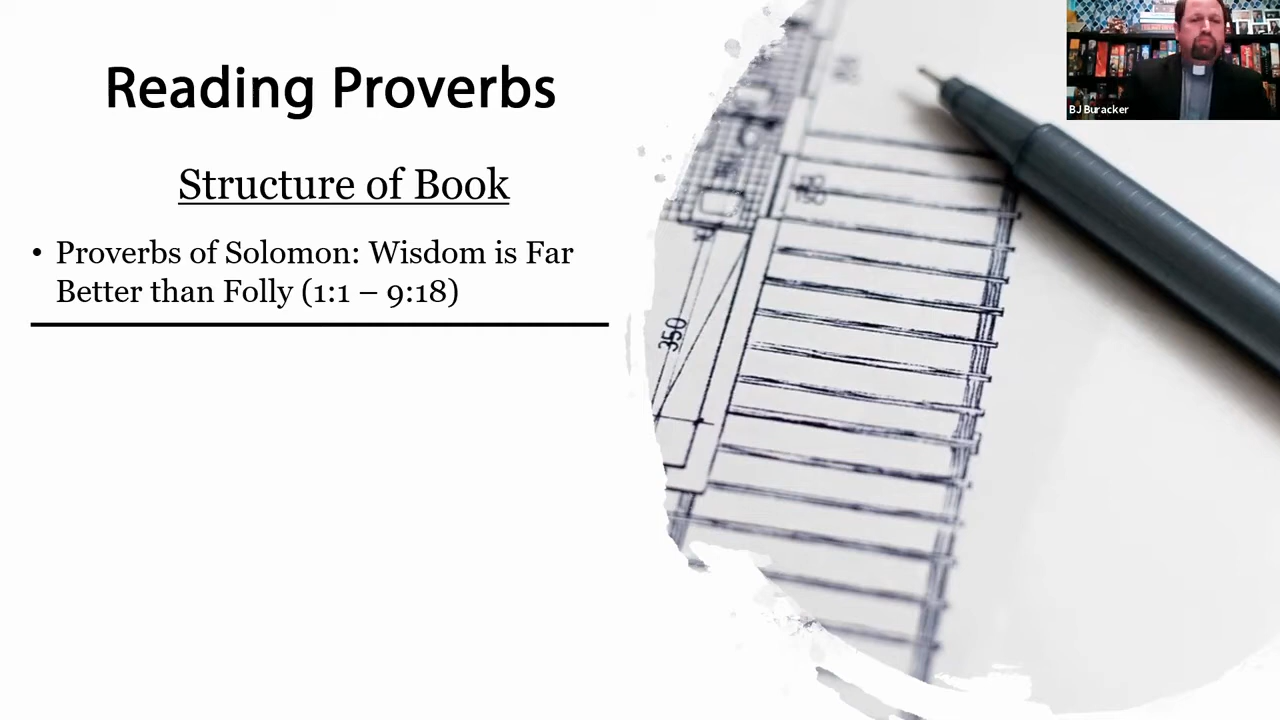 Reading Proverbs
Structure of Book
• Proverbs of Solomon: Wisdom is Far
Better than Folly (1:1 – 9:18)
350
BJ Buracker